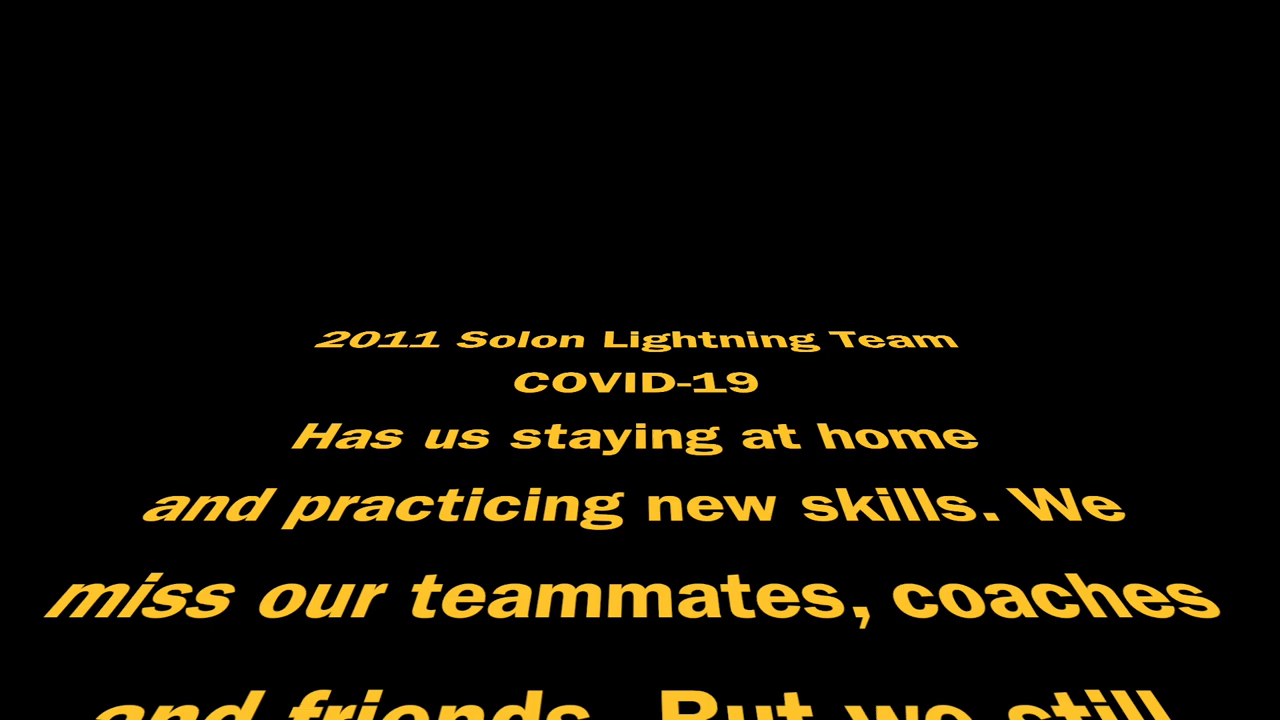 2011 Solon Lightning Team
COVID-19
Has us staying at home
and practicing new skills. We
miss our teammates, coaches
and friends. But we still